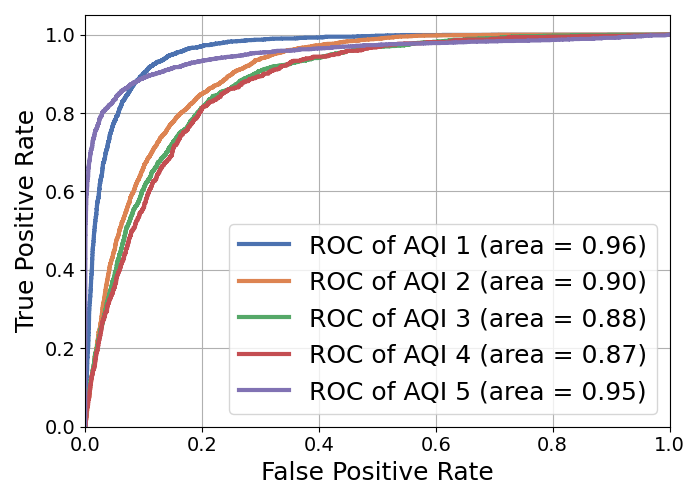 1.0
0.8
0.6
0.4
0.2
0.0
True Positive Rate
ROC of AQI 1 (area = 0.96)
ROC of AQI 2 (area = 0.90)
ROC of AQI 3 (area = 0.88)
ROC of AQI 4 (area = 0.87)
ROC of AQI 5 (area = 0.95)
0.0 0.2 0.4 0.6 0.8 1.0
False Positive Rate